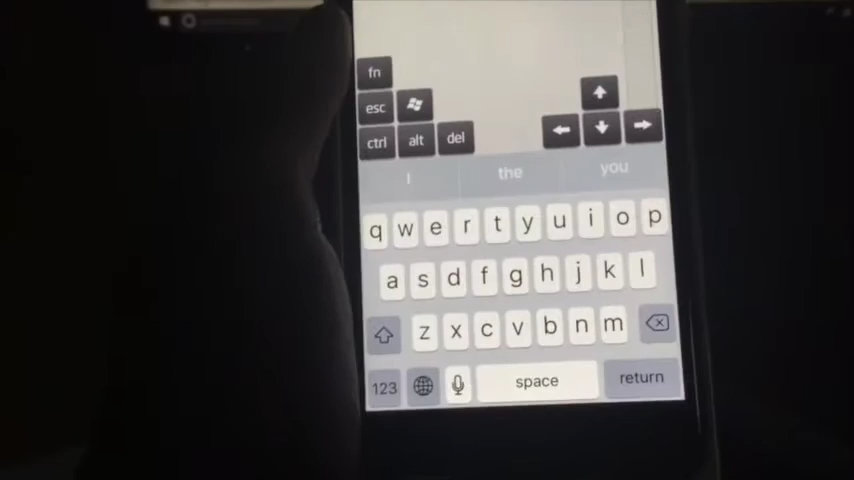 fn
esc
ctrl alt del
I the you
q w e r t y u i o p
a s d f g h j k l
z x c v b n m
123 space return